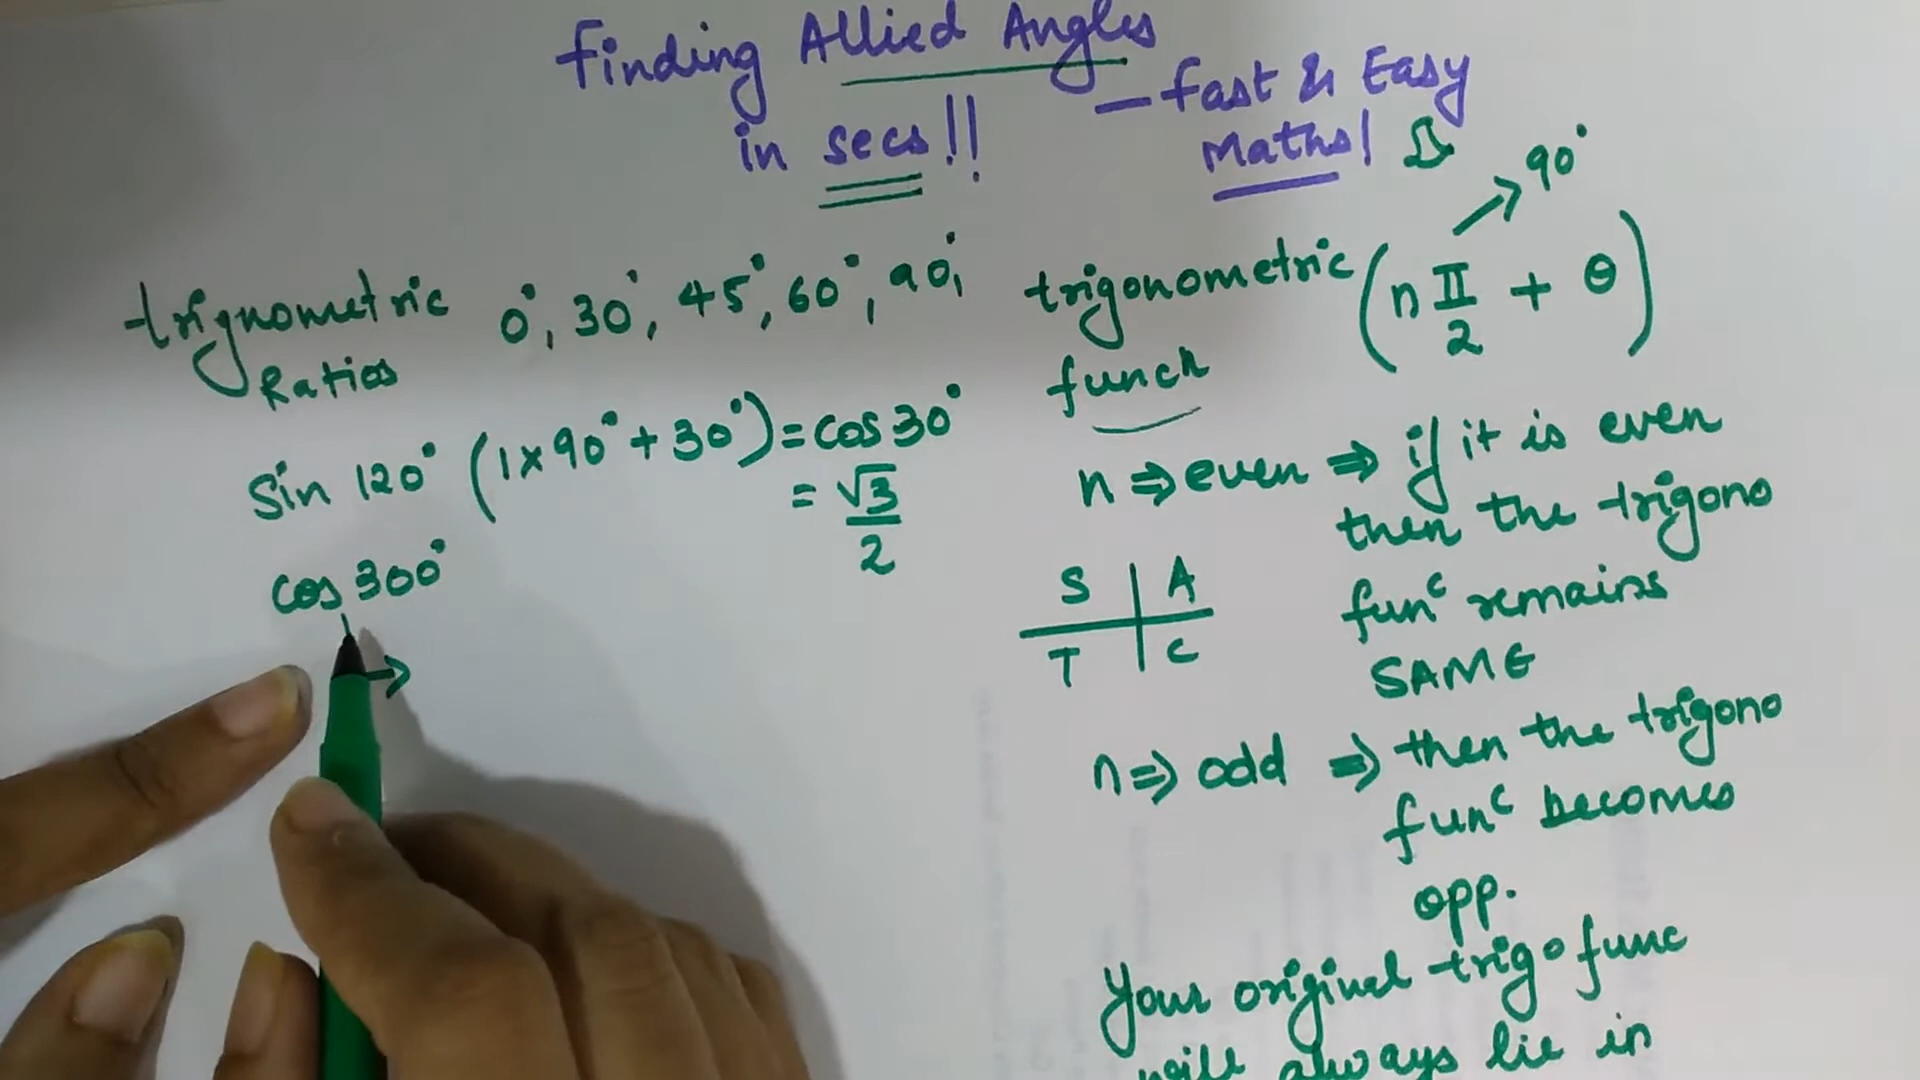 Finding Allied Angles
in secs!!
— Fast & Easy
Maths!
trignometric
Ratios
0°, 30°, 45°, 60°, 90°,
Sin 120° (1×90° + 30°) = cos 30°
= √3/2
cos 300°
→
trigonometric (nπ/2 + θ) → 90°
funcn
n ⇒ even ⇒ if it is even
then the trigono
func remains
SAME
S | A
T | C
n ⇒ odd ⇒ then the trigono
func becomes
opp.
Your original trigo func
will always lie in